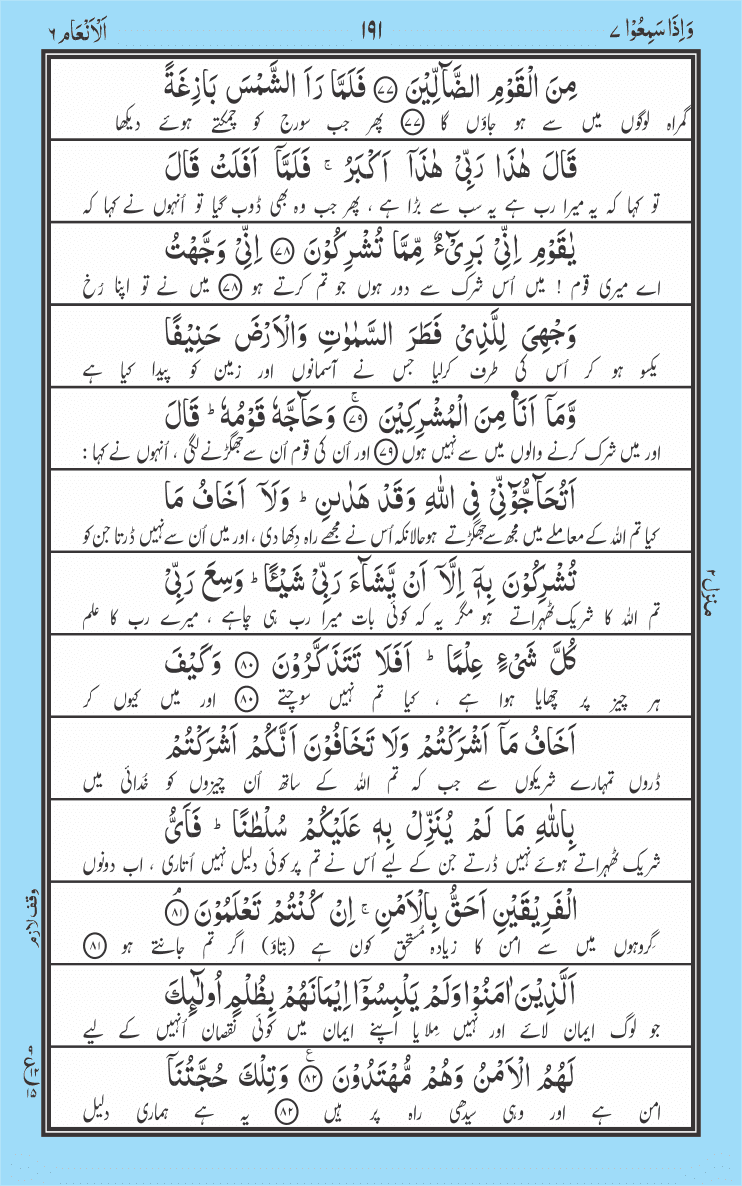 وَاِذَا سَمِعُوْا ٧ ١٩١ اَلْاَنْعَام ٦
مِنَ الْقَوْمِ الضَّآلِّيْنَ ٧٧ فَلَمَّا رَاَ الشَّمْسَ بَازِغَةً
گمراہ لوگوں میں سے ہو جاؤں گا ٧٧ پھر جب سورج کو چمکتے ہوئے دیکھا
قَالَ هٰذَا رَبِّىْ هٰذَاۤ اَكْبَرُ ۚ فَلَمَّاۤ اَفَلَتْ قَالَ
تو کہا کہ یہ میرا رب ہے یہ سب سے بڑا ہے ، پھر جب وہ بھی ڈوب گیا تو اُنہوں نے کہا کہ
يٰقَوْمِ اِنِّىْ بَرِىْٓءٌ مِّمَّا تُشْرِكُوْنَ ٧٨ اِنِّىْ وَجَّهْتُ
اے میری قوم ! میں اُس شرک سے دور ہوں جو تم کرتے ہو ٧٨ میں نے تو اپنا رُخ
وَجْهِىَ لِلَّذِىْ فَطَرَ السَّمٰوٰتِ وَالْاَرْضَ حَنِيْفًا
یکسو ہو کر اُس کی طرف کرلیا جس نے آسمانوں اور زمین کو پیدا کیا ہے
وَّمَاۤ اَنَا۠ مِنَ الْمُشْرِكِيْنَ ۚ ٧٩ وَحَآجَّهٗ قَوْمُهٗ ؕ قَالَ
اور میں شرک کرنے والوں میں سے نہیں ہوں ٧٩ اور اُن کی قوم اُن سے جھگڑنے لگی ، اُنہوں نے کہا :
اَتُحَآجُّوْٓنِّىْ فِى اللّٰهِ وَقَدْ هَدٰٮنِ ؕ وَلَاۤ اَخَافُ مَا
کیا تم اللہ کے معاملے میں مجھ سے جھگڑتے ہو حالانکہ اُس نے مجھے راہ دِکھا دی ، اور میں اُن سے نہیں ڈرتا جن کو
تُشْرِكُوْنَ بِهٖۤ اِلَّاۤ اَنْ يَّشَآءَ رَبِّىْ شَيْـًٔا ؕ وَسِعَ رَبِّىْ
تم اللہ کا شریک ٹھہراتے ہو مگر یہ کہ کوئی بات میرا رب ہی چاہے ، میرے رب کا علم
كُلَّ شَىْءٍ عِلْمًا ؕ اَفَلَا تَتَذَكَّرُوْنَ ٨٠ وَكَيْفَ
ہر چیز پر چھایا ہوا ہے ، کیا تم نہیں سوچتے ٨٠ اور میں کیوں کر
اَخَافُ مَاۤ اَشْرَكْتُمْ وَلَا تَخَافُوْنَ اَنَّكُمْ اَشْرَكْتُمْ
ڈروں تمہارے شریکوں سے جب کہ تم اللہ کے ساتھ اُن چیزوں کو خُدائی میں
بِاللّٰهِ مَا لَمْ يُنَزِّلْ بِهٖ عَلَيْكُمْ سُلْطٰنًا ؕ فَاَىُّ
شریک ٹھہراتے ہوئے نہیں ڈرتے جن کے لیے اُس نے تم پر کوئی دلیل نہیں اُتاری ، اب دونوں
الْفَرِيْقَيْنِ اَحَقُّ بِالْاَمْنِ ۚ اِنْ كُنْتُمْ تَعْلَمُوْنَ ۘ ٨١
گروہوں میں سے امن کا زیادہ مُستحق کون ہے (بتاؤ) اگر تم جانتے ہو ٨١
اَلَّذِيْنَ اٰمَنُوْا وَلَمْ يَلْبِسُوْۤا اِيْمَانَهُمْ بِظُلْمٍ اُولٰٓئِكَ
جو لوگ ایمان لائے اور نہیں مِلایا اپنے ایمان میں کوئی نُقصان اُنہیں کے لیے
لَهُمُ الْاَمْنُ وَهُمْ مُّهْتَدُوْنَ ٨٢ ع وَتِلْكَ حُجَّتُنَاۤ
امن ہے اور وہی سیدھی راہ پر ہیں ٨٢ یہ ہے ہماری دلیل
منزل ٢
وقف لازم